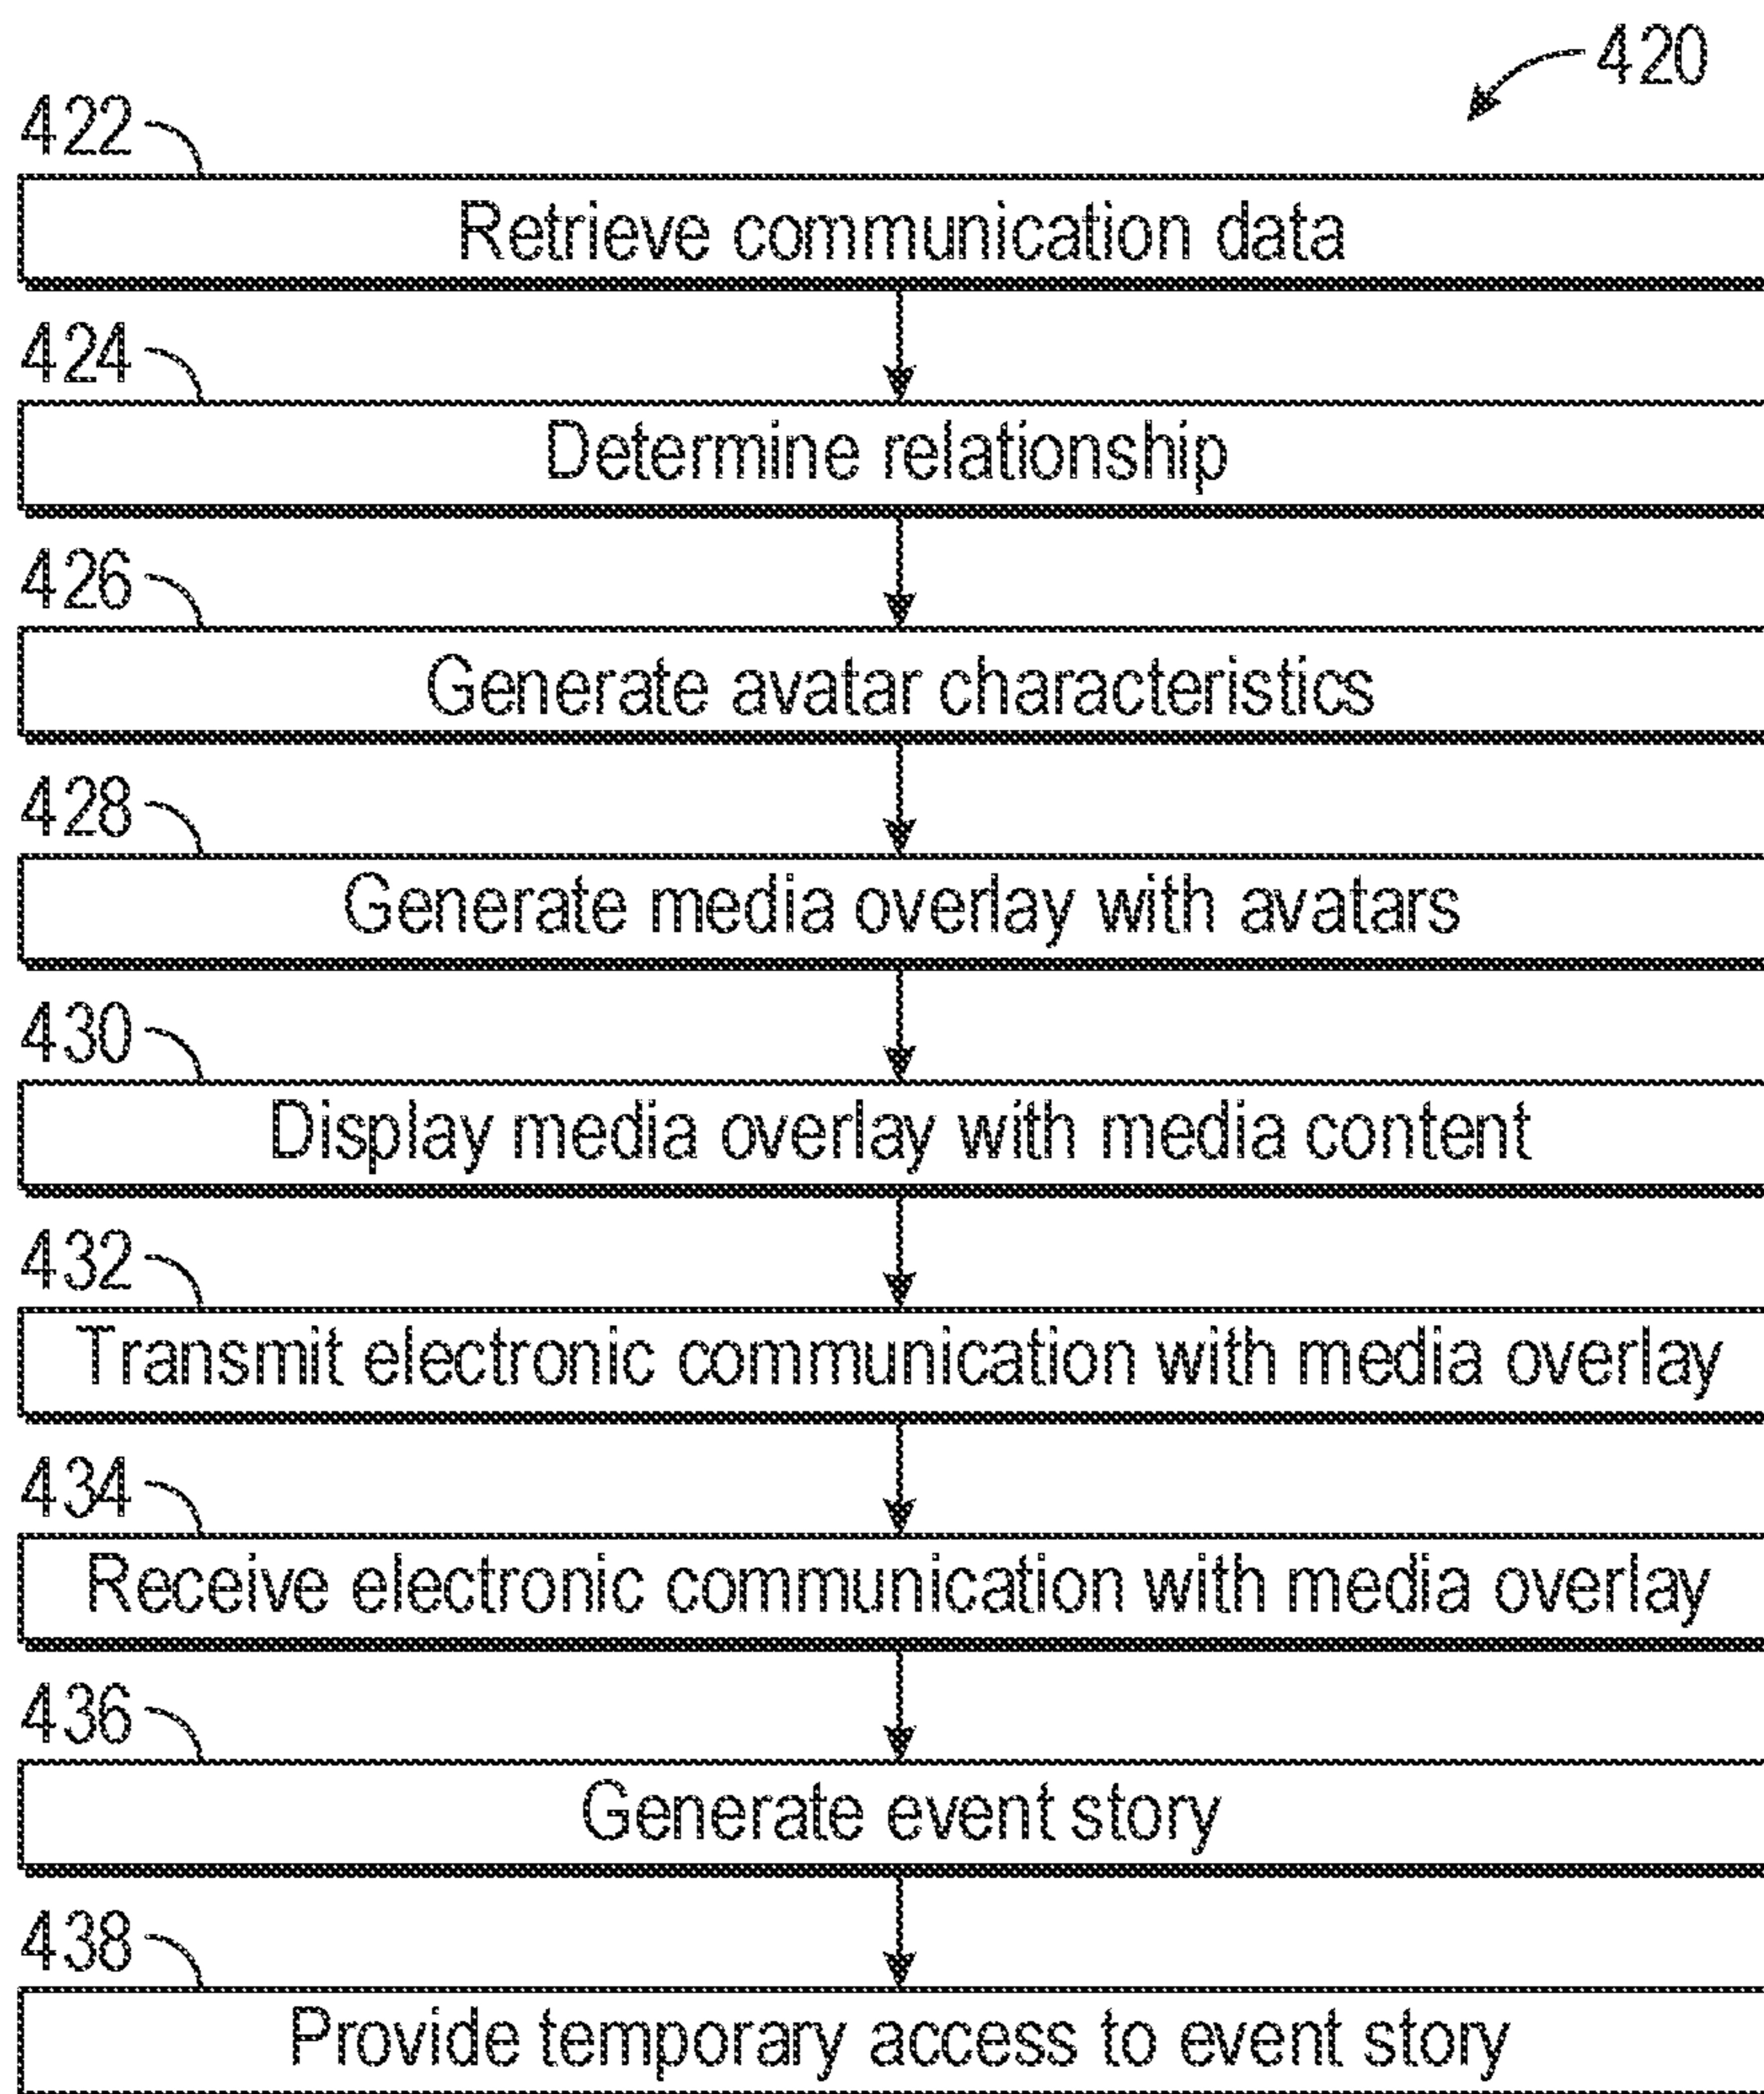 420
422
Retrieve communication data
424
Determine relationship
426
Generate avatar characteristics
428
Generate media overlay with avatars
430
Display media overlay with media content
432
Transmit electronic communication with media overlay
434
Receive electronic communication with media overlay
436
Generate event story
438
Provide temporary access to event story